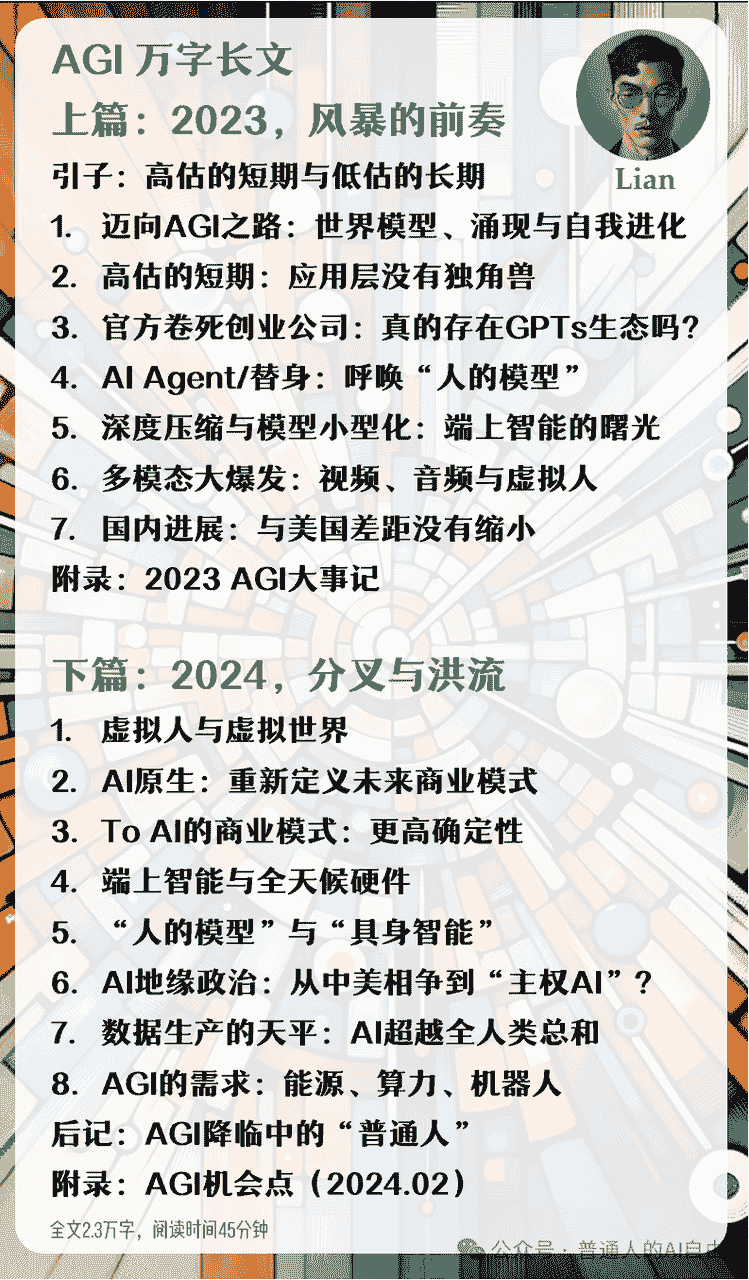 AGI 万字长文
上篇：2023，风暴的前奏
Lian
引子：高估的短期与低估的长期
1. 迈向AGI之路：世界模型、涌现与自我进化
2. 高估的短期：应用层没有独角兽
3. 官方卷死创业公司：真的存在GPTs生态吗？
4. AI Agent/替身：呼唤“人的模型”
5. 深度压缩与模型小型化：端上智能的曙光
6. 多模态大爆发：视频、音频与虚拟人
7. 国内进展：与美国差距没有缩小
附录：2023 AGI大事记
下篇：2024，分叉与洪流
1. 虚拟人与虚拟世界
2. AI原生：重新定义未来商业模式
3. To AI的商业模式：更高确定性
4. 端上智能与全天候硬件
5. “人的模型”与“具身智能”
6. AI地缘政治：从中美相争到“主权AI”？
7. 数据生产的天平：AI超越全人类总和
8. AGI的需求：能源、算力、机器人
后记：AGI降临中的“普通人”
附录：AGI机会点（2024.02）
全文2.3万字，阅读时间45分钟
公众号 · 普通人的AI自由